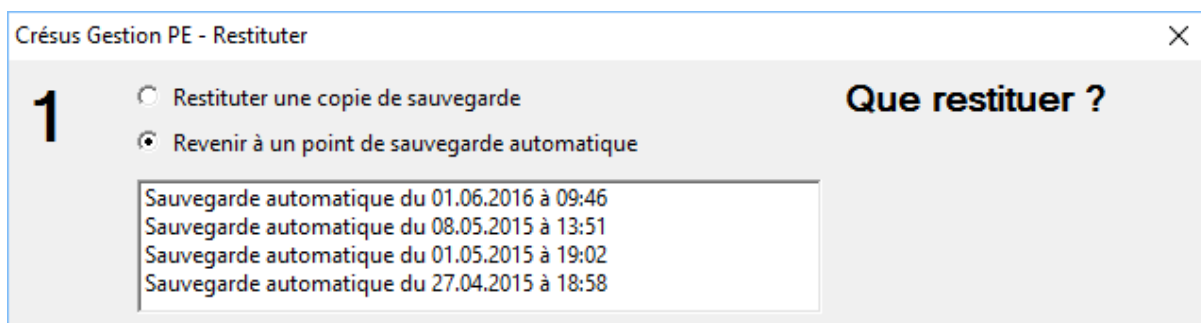 Crésus Gestion PE - Restituter
1
Restituter une copie de sauvegarde
Que restituer ?
Revenir à un point de sauvegarde automatique
Sauvegarde automatique du 01.06.2016 à 09:46
Sauvegarde automatique du 08.05.2015 à 13:51
Sauvegarde automatique du 01.05.2015 à 19:02
Sauvegarde automatique du 27.04.2015 à 18:58